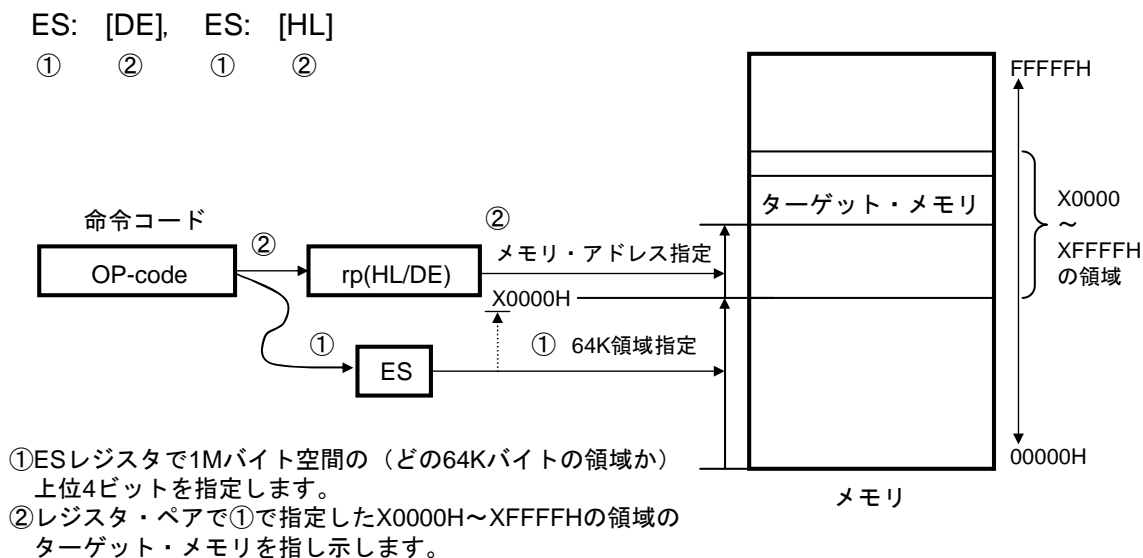 ES: [DE], ES: [HL]
① ② ① ②
FFFFFH
ターゲット・メモリ
X0000
～
XFFFFH
の領域
命令コード
OP-code
②
rp(HL/DE)
②
メモリ・アドレス指定
X0000H
①
ES
① 64K領域指定
00000H
メモリ
①ESレジスタで1Mバイト空間の（どの64Kバイトの領域か）
上位4ビットを指定します。
②レジスタ・ペアで①で指定したX0000H～XFFFFHの領域の
ターゲット・メモリを指し示します。